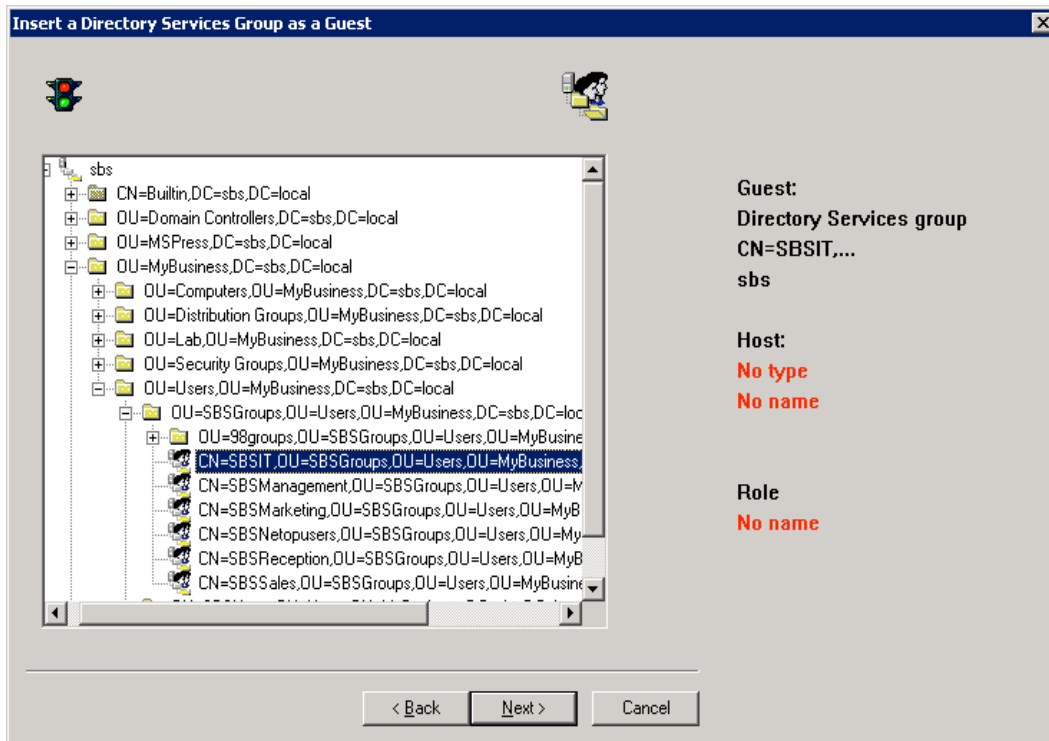 Insert a Directory Services Group as a Guest
sbs
CN=Builtin,DC=sbs,DC=local
OU=Domain Controllers,DC=sbs,DC=local
OU=MSPress,DC=sbs,DC=local
OU=MyBusiness,DC=sbs,DC=local
OU=Computers,OU=MyBusiness,DC=sbs,DC=local
OU=Distribution Groups,OU=MyBusiness,DC=sbs,DC=local
OU=Lab,OU=MyBusiness,DC=sbs,DC=local
OU=Security Groups,OU=MyBusiness,DC=sbs,DC=local
OU=Users,OU=MyBusiness,DC=sbs,DC=local
OU=SBSGroups,OU=Users,OU=MyBusiness,DC=sbs,DC=loc
OU=98groups,OU=SBSGroups,OU=Users,OU=MyBusine
CN=SBSIT,OU=SBSGroups,OU=Users,OU=MyBusiness,
CN=SBSManagement,OU=SBSGroups,OU=Users,OU=M
CN=SBSMarketing,OU=SBSGroups,OU=Users,OU=MyB
CN=SBSNetopusers,OU=SBSGroups,OU=Users,OU=My
CN=SBSReception,OU=SBSGroups,OU=Users,OU=MyB
CN=SBSSales,OU=SBSGroups,OU=Users,OU=MyBusine
Guest:
Directory Services group
CN=SBSIT,...
sbs
Host:
No type
No name
Role
No name
< Back
Next >
Cancel